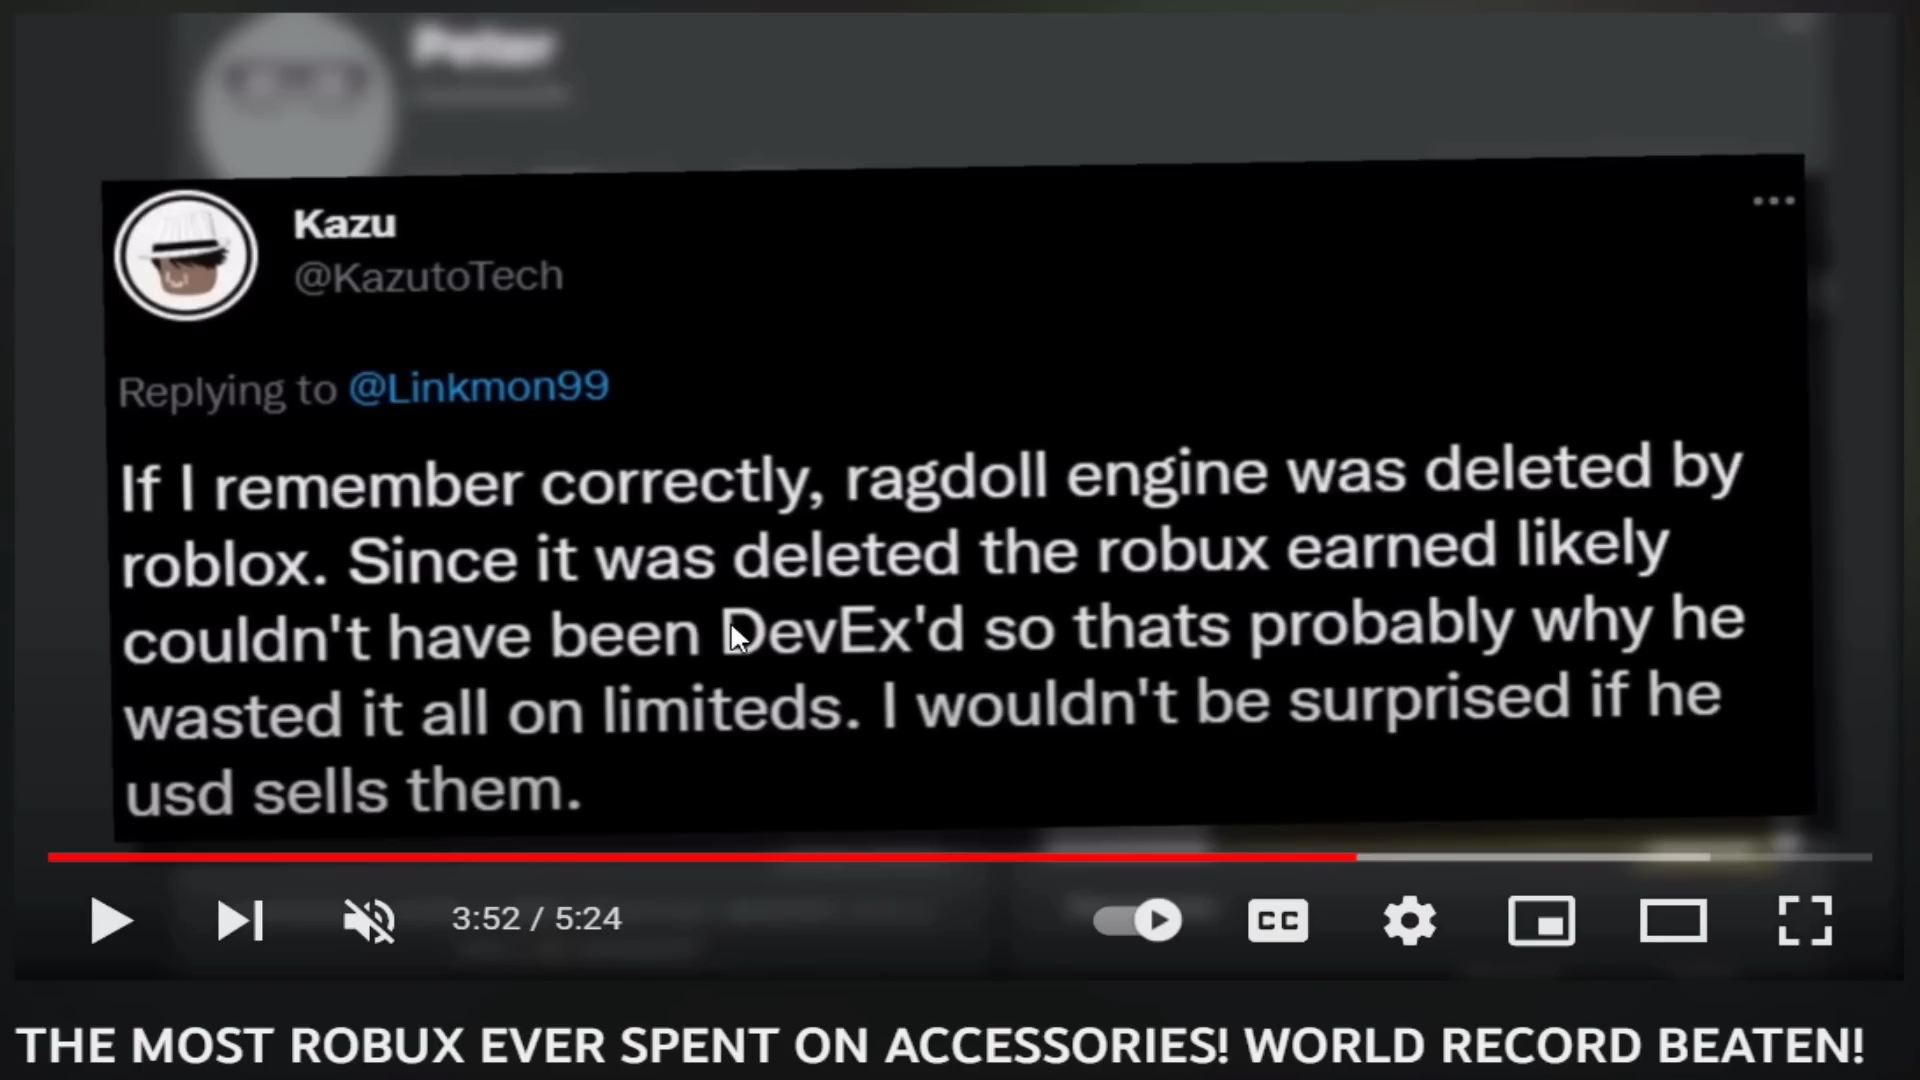 Peter
Kazu
@KazutoTech
Replying to @Linkmon99
If I remember correctly, ragdoll engine was deleted by
roblox. Since it was deleted the robux earned likely
couldn't have been DevEx'd so thats probably why he
wasted it all on limiteds. I wouldn't be surprised if he
usd sells them.
3:52 / 5:24
CC
THE MOST ROBUX EVER SPENT ON ACCESSORIES! WORLD RECORD BEATEN!